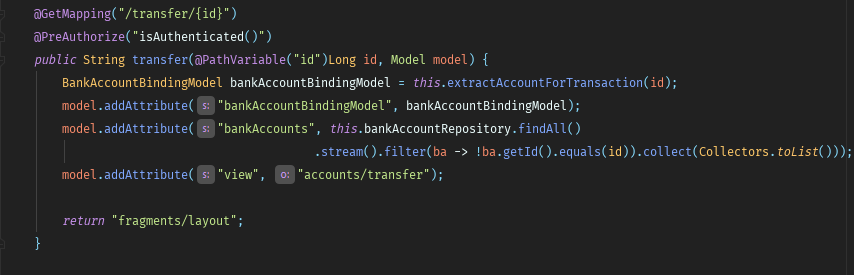 @GetMapping("/transfer/{id}")
@PreAuthorize("isAuthenticated()")
public String transfer(@PathVariable("id")Long id, Model model) {
BankAccountBindingModel bankAccountBindingModel = this.extractAccountForTransaction(id);
model.addAttribute( s: "bankAccountBindingModel", bankAccountBindingModel);
model.addAttribute( s: "bankAccounts", this.bankAccountRepository.findAll()
.stream().filter(ba -> !ba.getId().equals(id)).collect(Collectors.toList()));
model.addAttribute( s: "view", o: "accounts/transfer");
return "fragments/layout";
}